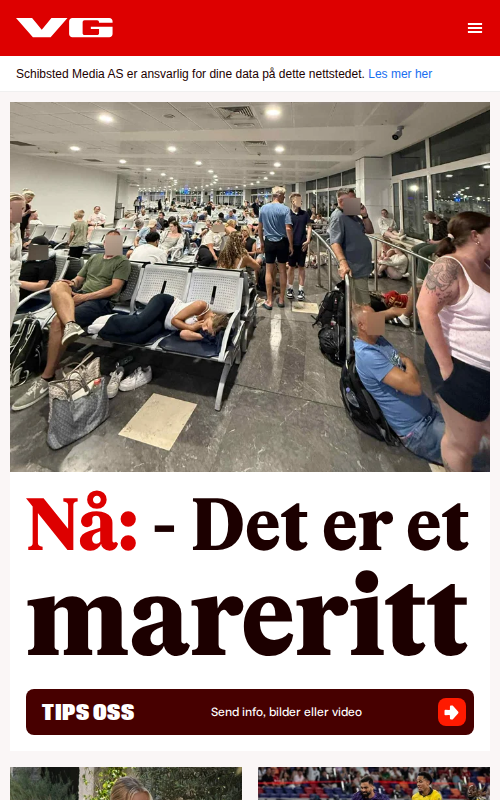 VG
Schibsted Media AS er ansvarlig for dine data på dette nettstedet. Les mer her
Nå: - Det er et
mareritt
TIPS OSS
Send info, bilder eller video